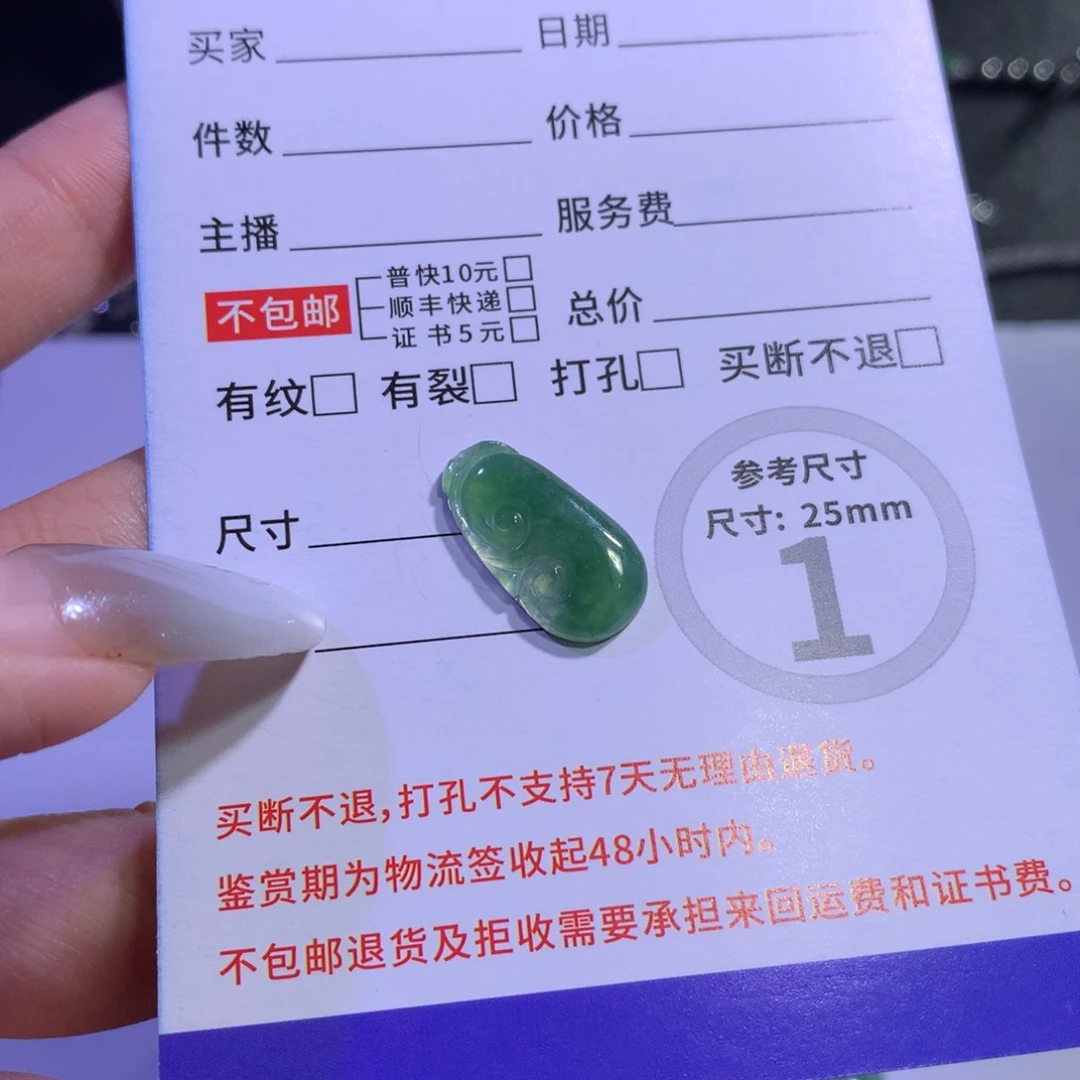 买家 日期
件数 价格
主播 服务费
普快10元
不包邮 顺丰快递 总价
证书5元
有纹 有裂 打孔 买断不退
参考尺寸
尺寸 尺寸: 25mm
1
买断不退,打孔不支持7天无理由退货。
鉴赏期为物流签收起48小时内。
不包邮退货及拒收需要承担来回运费和证书费。